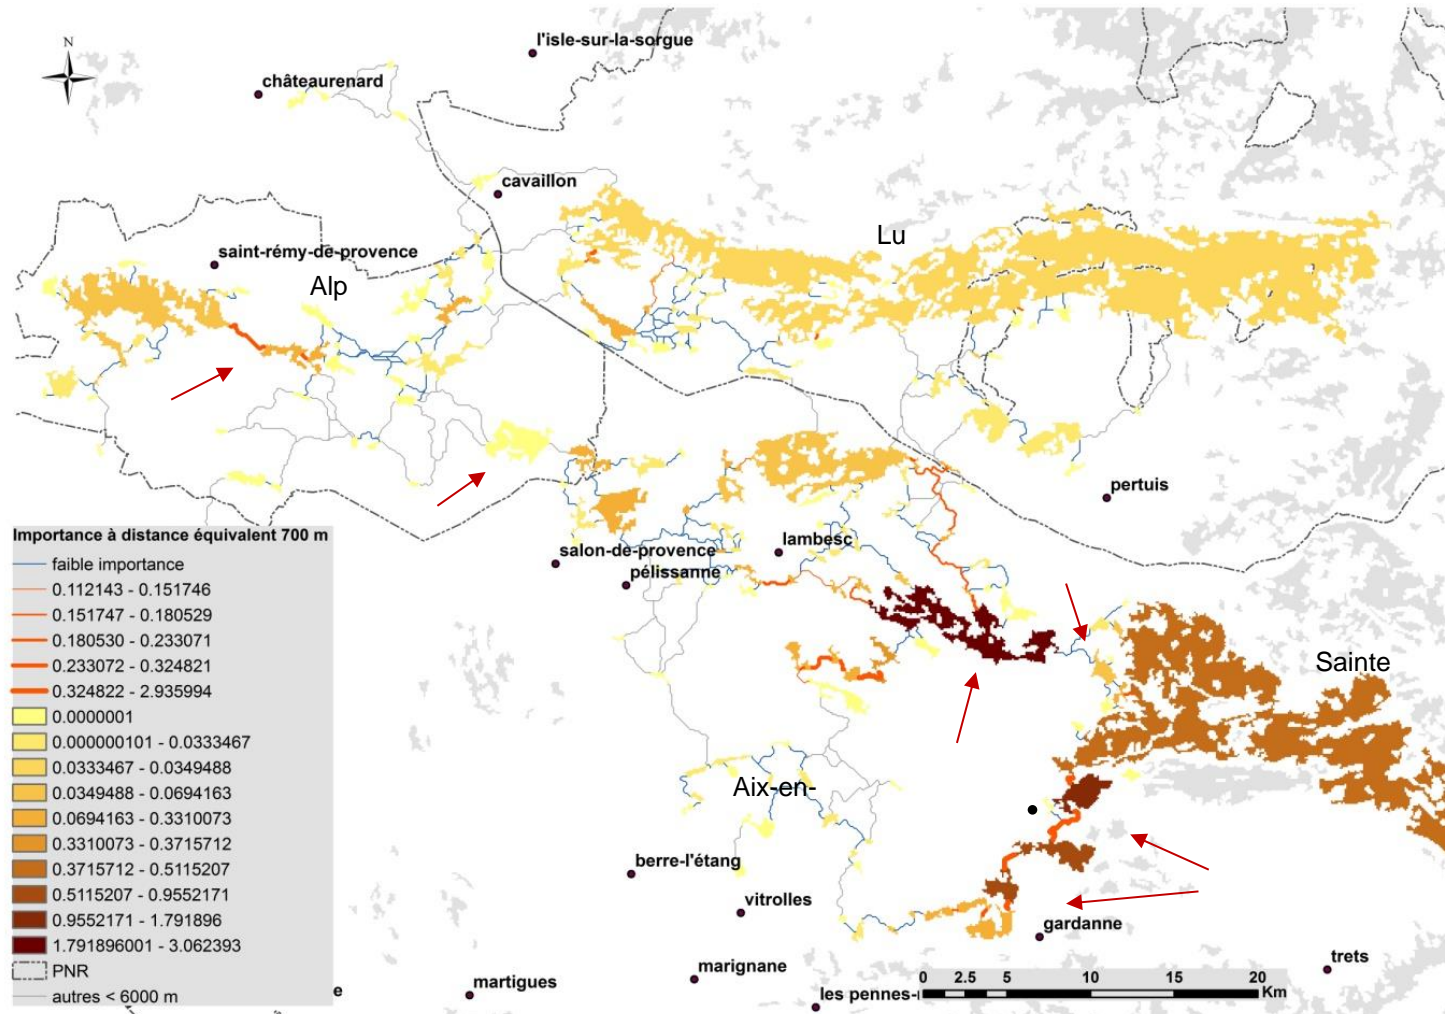 N
l'isle-sur-la-sorgue
châteaurenard
cavaillon
Lu
saint-rémy-de-provence
Alp
pertuis
Importance à distance équivalent 700 m
faible importance
0.112143 - 0.151746
0.151747 - 0.180529
0.180530 - 0.233071
0.233072 - 0.324821
0.324822 - 2.935994
0.0000001
0.000000101 - 0.0333467
0.0333467 - 0.0349488
0.0349488 - 0.0694163
0.0694163 - 0.3310073
0.3310073 - 0.3715712
0.3715712 - 0.5115207
0.5115207 - 0.9552171
0.9552171 - 1.791896
1.791896001 - 3.062393
PNR
autres < 6000 m
salon-de-provence
lambesc
pélissanne
Sainte
Aix-en-
berre-l'étang
vitrolles
gardanne
marignane
martigues
trets
les pennes-
e
0 2.5 5 10 15 20
Km